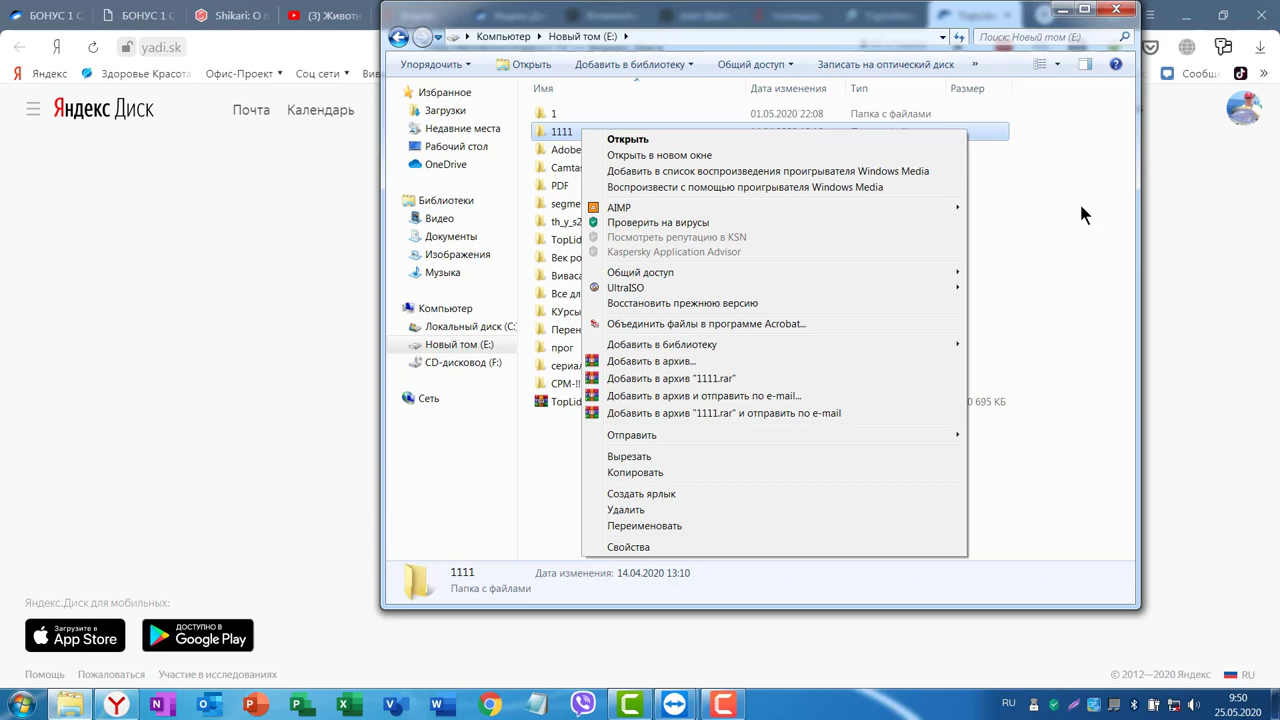 БОНУС 1 С
БОНУС 1 С
Shikari: О п
(3) Живот
yadi.sk
Яндекс
Здоровье Красота
Офис-Проект
Соц сети
Сообщ
Яндекс Диск
Почта
Календарь
Компьютер
Новый том (E:)
Поиск: Новый том (E:)
Упорядочить
Открыть
Добавить в библиотеку
Общий доступ
Записать на оптический диск
»
Избранное
Загрузки
Недавние места
Рабочий стол
OneDrive
Библиотеки
Видео
Документы
Изображения
Музыка
Компьютер
Локальный диск (C:
Новый том (E:)
CD-дисковод (F:)
Сеть
Имя
Дата изменения
Тип
Размер
1
01.05.2020 22:08
Папка с файлами
1111
Adobe
Camtas
PDF
segme
th_y_s2
TopLid
Век ро
Виваса
Все дл
КУрсы
Перен
прог
сериал
СРМ-!!
TopLid
0 695 КБ
Открыть
Открыть в новом окне
Добавить в список воспроизведения проигрывателя Windows Media
Воспроизвести с помощью проигрывателя Windows Media
AIMP
Проверить на вирусы
Посмотреть репутацию в KSN
Kaspersky Application Advisor
Общий доступ
UltraISO
Восстановить прежнюю версию
Объединить файлы в программе Acrobat...
Добавить в библиотеку
Добавить в архив...
Добавить в архив "1111.rar"
Добавить в архив и отправить по e-mail...
Добавить в архив "1111.rar" и отправить по e-mail
Отправить
Вырезать
Копировать
Создать ярлык
Удалить
Переименовать
Свойства
1111
Дата изменения: 14.04.2020 13:10
Папка с файлами
Яндекс.Диск для мобильных:
Загрузите в
App Store
ДОСТУПНО В
Google Play
Помощь
Пожаловаться
Участие в исследованиях
© 2012—2020 Яндекс
RU
RU
9:50
25.05.2020